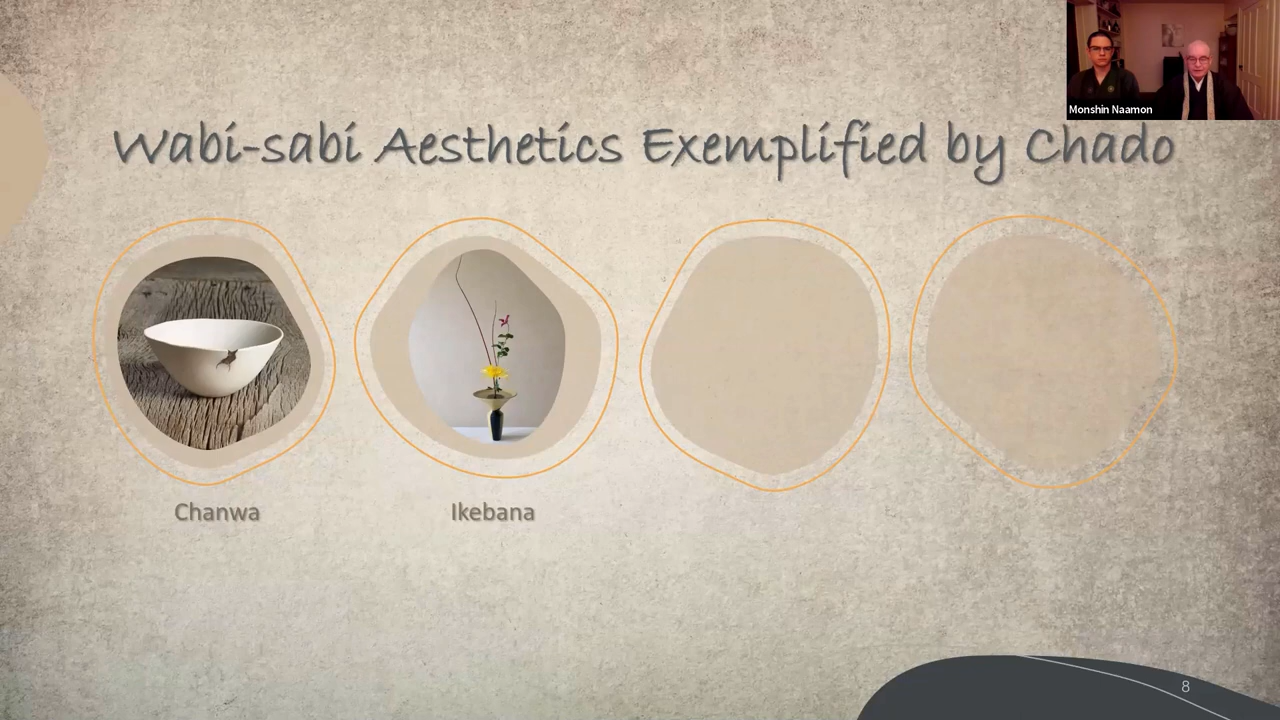 Monshin Naamon
Wabi-sabi Aesthetics Exemplified by Chado
Chanwa
Ikebana
8